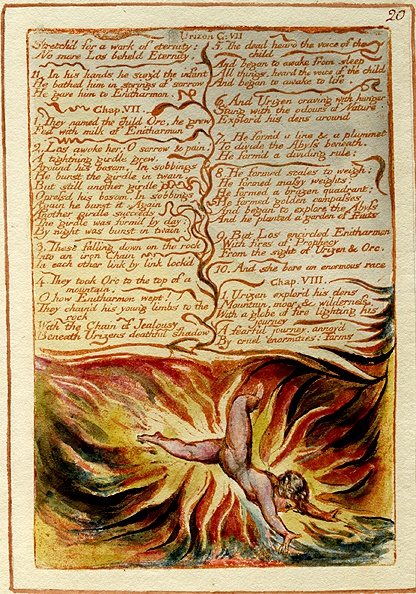 20
Urizon C: VII
Stretch'd for a work of eternity;
No more Los beheld Eternity.
11. In his hands he siez'd the infant
He bathed him in springs of sorrow
He gave him to Enitharmon.
Chap. VII.
1. They named the child Orc, he grew
Fed with milk of Enitharmon
2. Los awoke her; O sorrow & pain!
A tight'ning girdle grew,
Around his bosom. In sobbings
He burst the girdle in twain,
But still another girdle
Opressd his bosom, In sobbings
Again he burst it. Again
Another girdle succeeds
The girdle was form'd by day;
By night was burst in twain.
3. These falling down on the rock
Into an iron Chain
In each other link by link lock'd
4. They took Orc to the top of a
mountain.
O how Enitharmon wept!
They chain'd his young limbs to the
rock
With the Chain of Jealousy
Beneath Urizens deathful shadow
5. The dead heard the voice of the
child
And began to awake from sleep
All things. heard the voice of the child
And began to awake to life.
6. And Urizen craving with hunger
Stung with the odours of Nature
Explor'd his dens around
7. He form'd a line & a plummet
To divide the Abyss beneath.
He form'd a dividing rule:
8. He formed scales to weigh;
He formed massy weights;
He formed a brazen quadrant;
He formed golden compasses
And began to explore the Abyss
And he planted a garden of fruits
9. But Los encircled Enitharmon
With fires of Prophecy
From the sight of Urizen & Orc.
10. And she bore an enormous race
Chap. VIII.
1. Urizen explor'd his dens
Mountain, moor, & wilderness,
With a globe of fire lighting his
journey
A fearful journey, annoy'd
By cruel enormities: forms